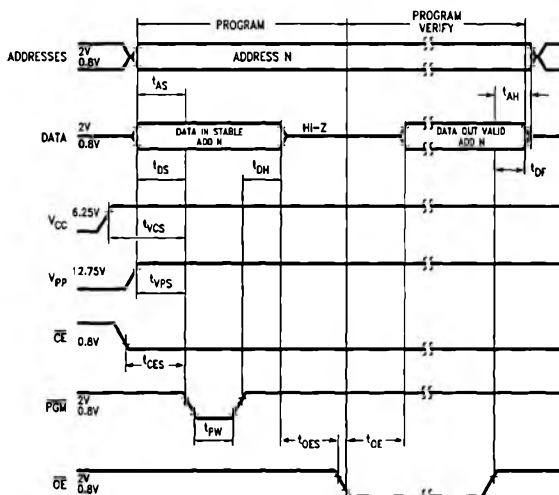 PROGRAM
PROGRAM
VERIFY
ADDRESSES
2V
0.8V
ADDRESS N
tAS
tAH
DATA
2V
0.8V
DATA IN STABLE
ADD N
HI-Z
DATA OUT VALID
ADD N
tDS
tDH
tDF
VCC
6.25V
tVCS
VPP
12.75V
tVPS
CE
0.8V
tCES
PGM
2V
0.8V
tPW
tOES
tOE
OE
2V
0.8V